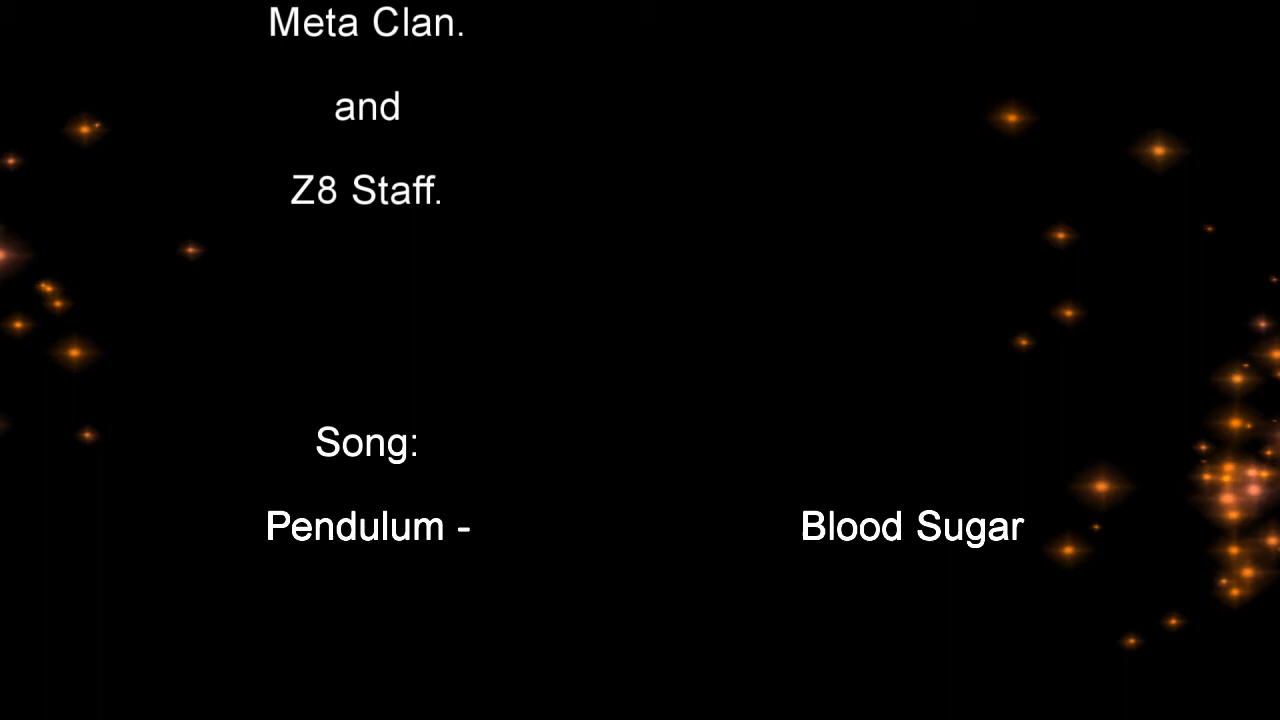 Meta Clan.
and
Z8 Staff.
Song:
Pendulum - Blood Sugar